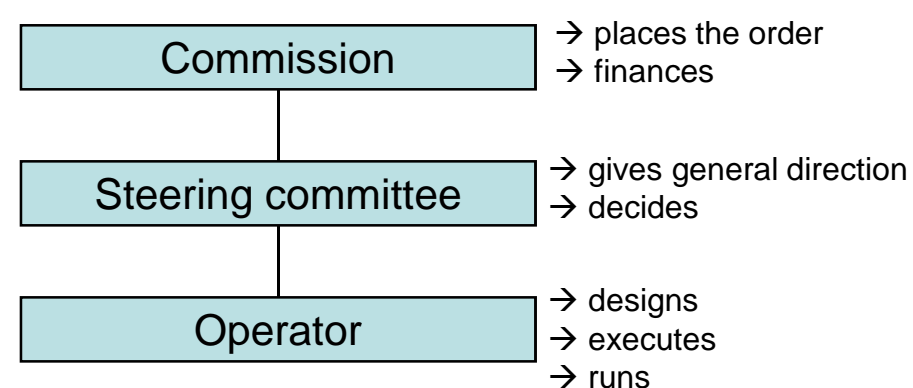 Commission
→ places the order
→ finances
Steering committee
→ gives general direction
→ decides
Operator
→ designs
→ executes
→ runs